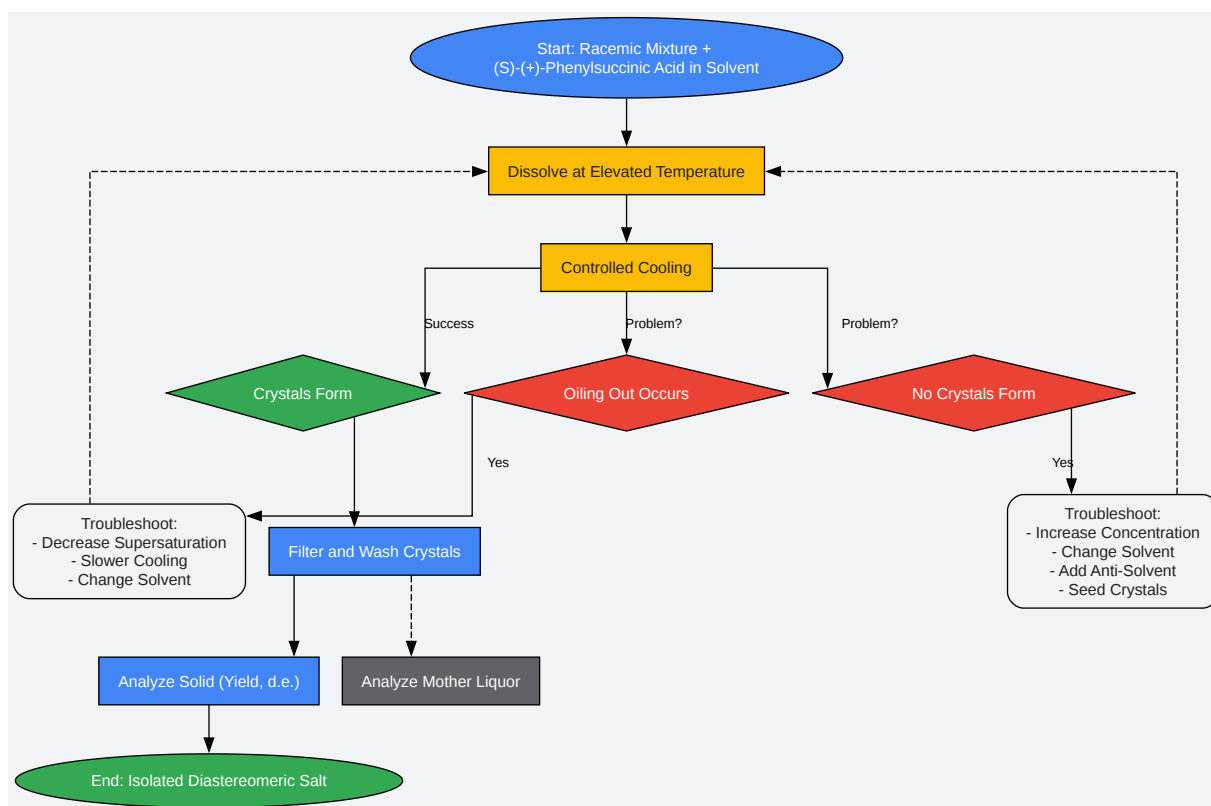 Start: Racemic Mixture +
(S)-(+)-Phenylsuccinic Acid in Solvent
Dissolve at Elevated Temperature
Controlled Cooling
Success
Problem?
Problem?
Crystals Form
Oiling Out Occurs
No Crystals Form
Yes
Yes
Troubleshoot:
- Decrease Supersaturation
- Slower Cooling
- Change Solvent
Filter and Wash Crystals
Troubleshoot:
- Increase Concentration
- Change Solvent
- Add Anti-Solvent
- Seed Crystals
Analyze Solid (Yield, d.e.)
Analyze Mother Liquor
End: Isolated Diastereomeric Salt